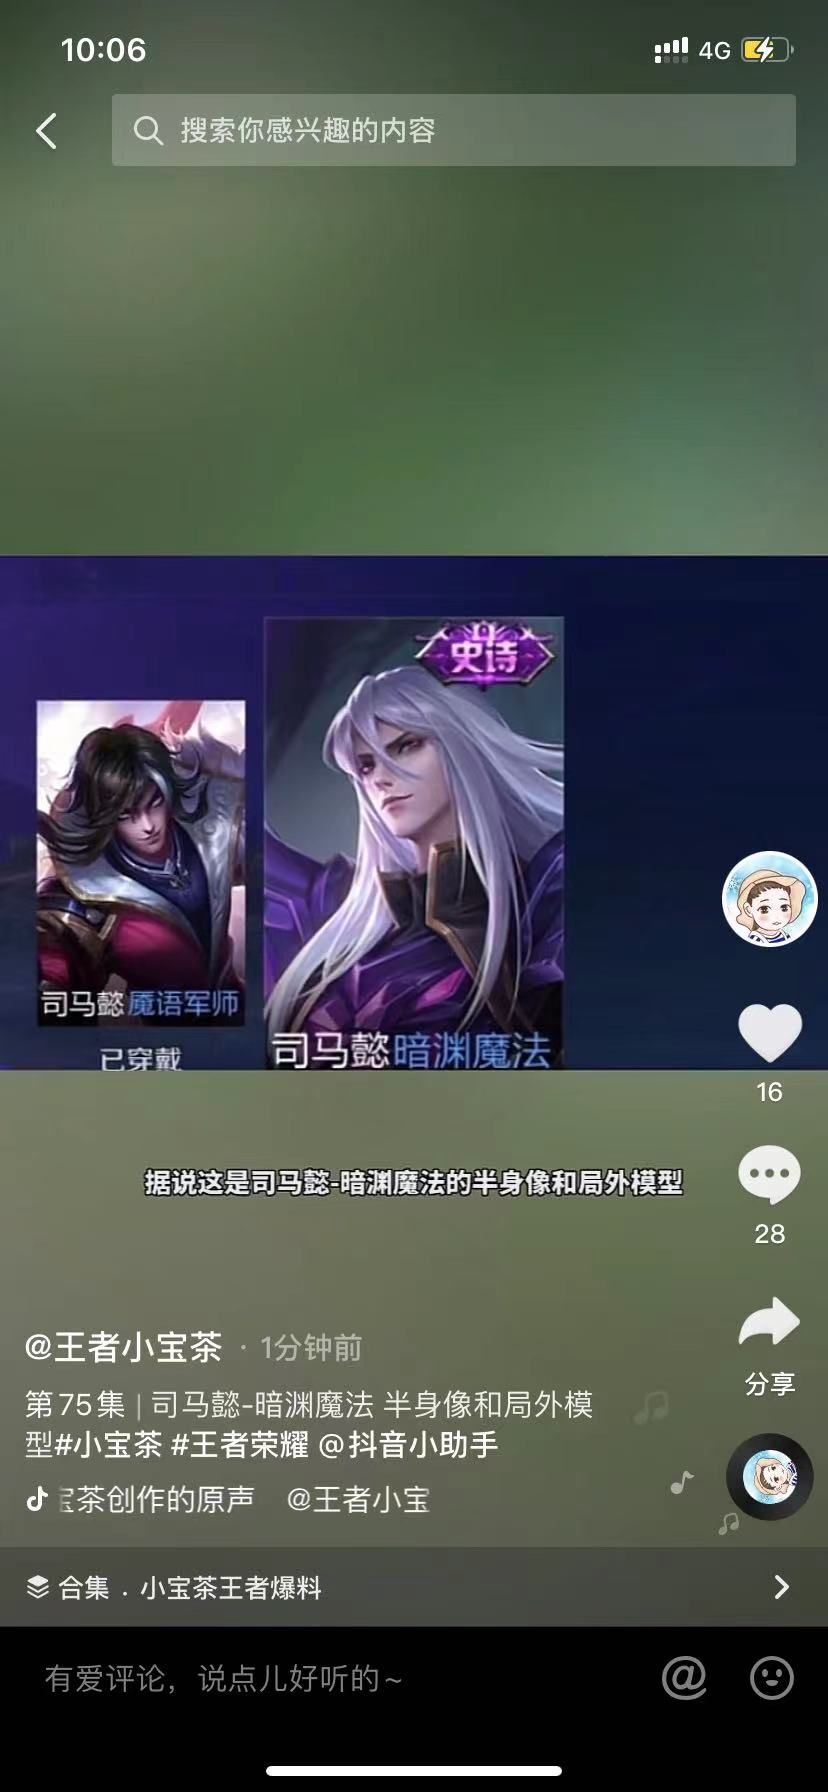 10:06
4G
搜索你感兴趣的内容
史诗
司马懿 魇语军师
已穿戴
司马懿 暗渊魔法
据说这是司马懿-暗渊魔法的半身像和局外模型
16
28
分享
@王者小宝茶 · 1分钟前
第75集 | 司马懿-暗渊魔法 半身像和局外模
型#小宝茶 #王者荣耀 @抖音小助手
茶创作的原声 @王者小宝
合集 . 小宝茶王者爆料
有爱评论，说点儿好听的~